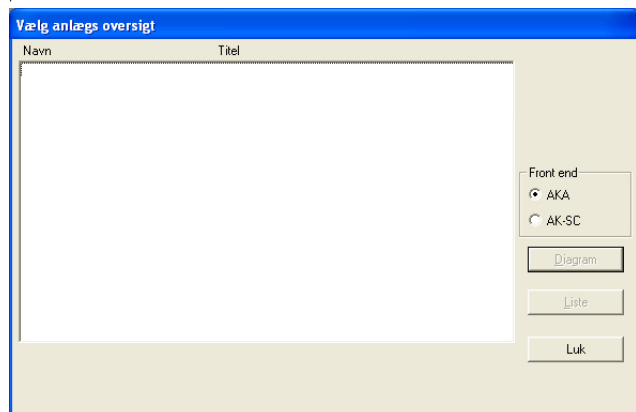 Vælg anlægs oversigt
Navn Titel
Front end
AKA
AK-SC
Diagram
Liste
Luk